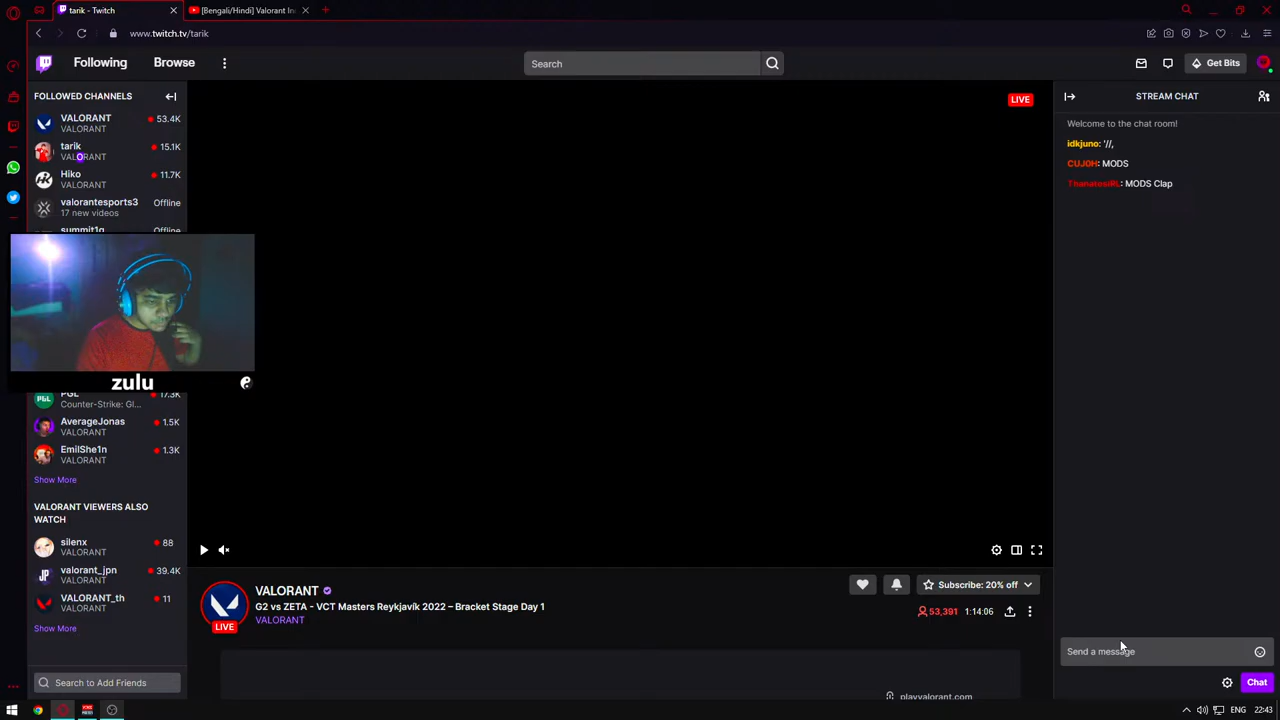 tarik - Twitch
[Bengali/Hindi] Valorant In
www.twitch.tv/tarik
Following
Browse
Search
Get Bits
FOLLOWED CHANNELS
VALORANT
53.4K
VALORANT
tarik
15.1K
VALORANT
Hiko
11.7K
VALORANT
valorantesports3
Offline
17 new videos
summit1g
Offline
zulu
PGL
17.3K
Counter-Strike: Gl...
AverageJonas
1.5K
VALORANT
EmilShe1n
1.3K
VALORANT
Show More
VALORANT VIEWERS ALSO
WATCH
silenx
88
VALORANT
valorant_jpn
39.4K
VALORANT
VALORANT_th
11
VALORANT
Show More
Search to Add Friends
LIVE
VALORANT
G2 vs ZETA - VCT Masters Reykjavík 2022 – Bracket Stage Day 1
VALORANT
LIVE
Subscribe: 20% off
53,391
1:14:06
playvalorant.com
STREAM CHAT
Welcome to the chat room!
idkjuno: '//,
CUJ0H: MODS
ThanatesIRL: MODS Clap
Send a message
Chat
ENG
22:43